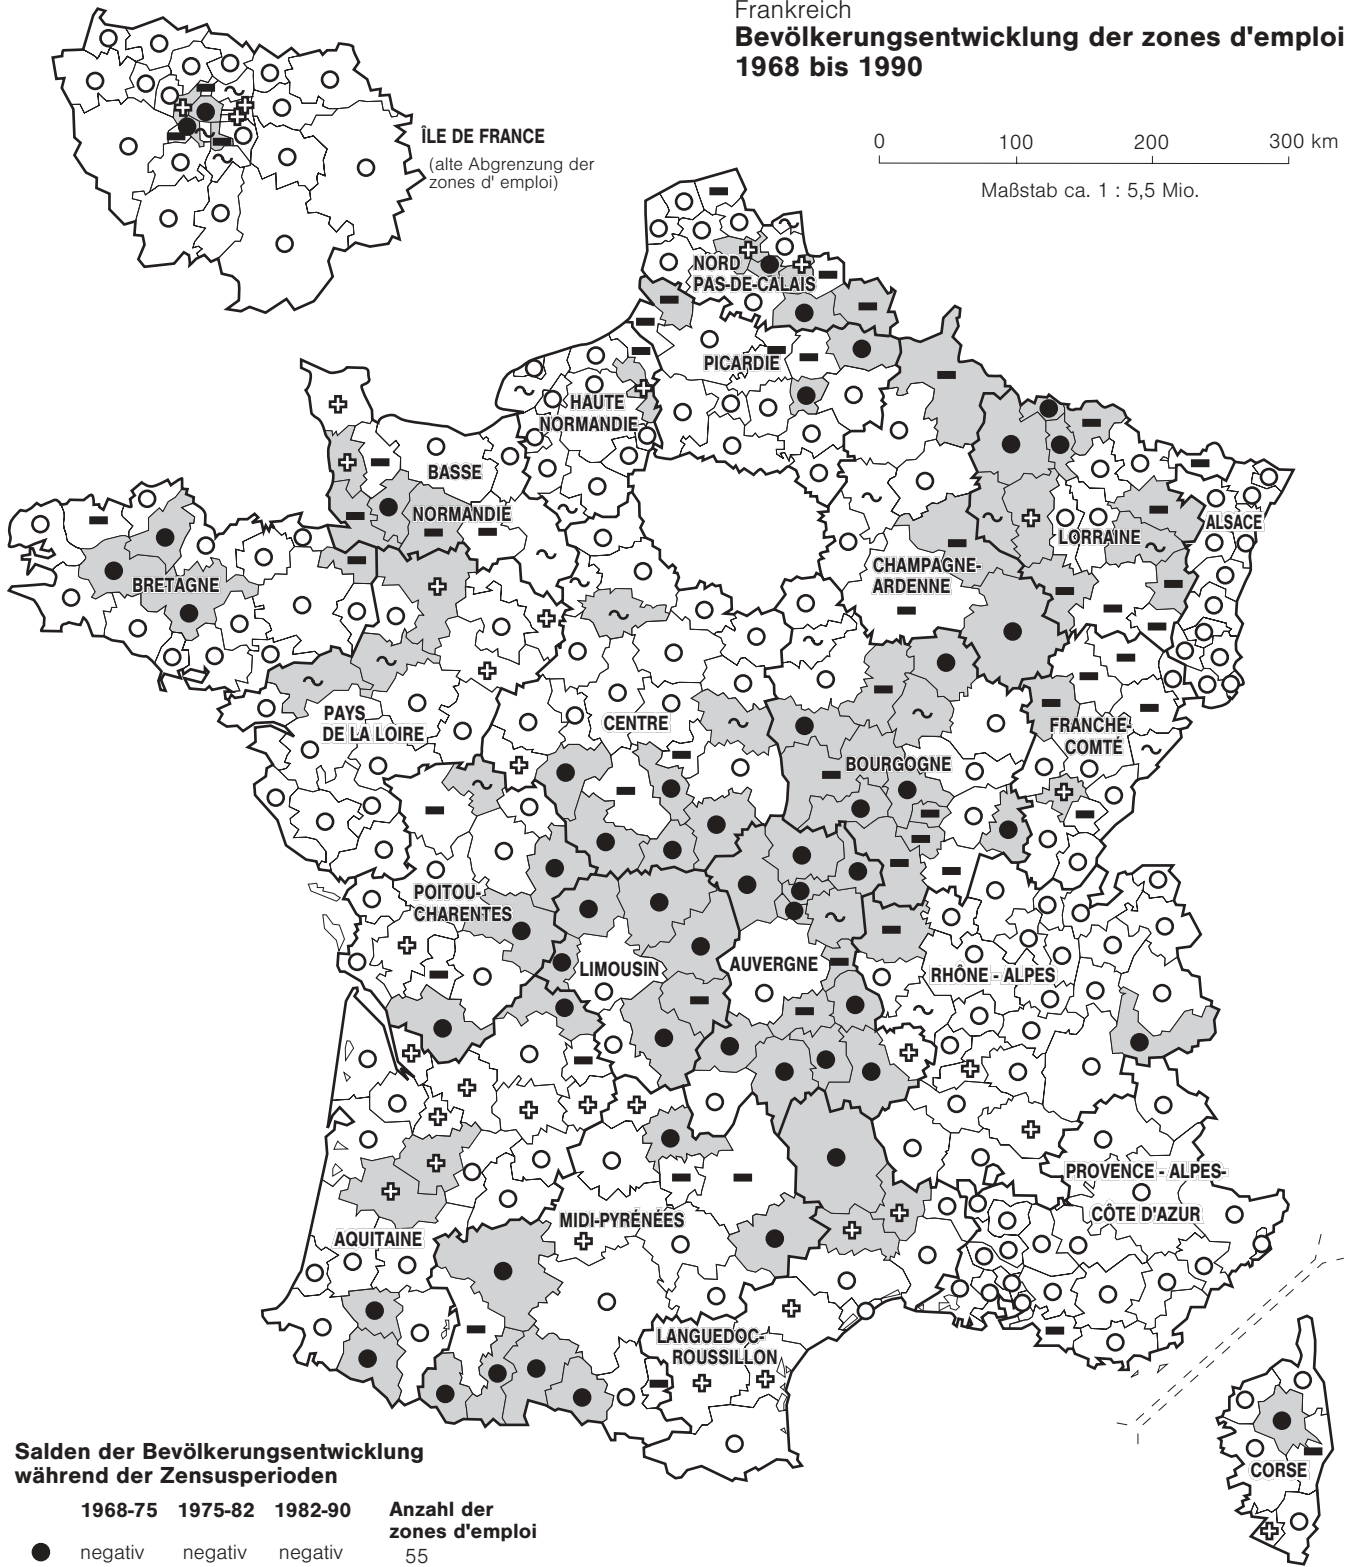 Frankreich
Bevölkerungsentwicklung der zones d'emploi
1968 bis 1990
0 100 200 300 km
Maßstab ca. 1 : 5,5 Mio.
ÎLE DE FRANCE
(alte Abgrenzung der
zones d' emploi)
NORD
PAS-DE-CALAIS
PICARDIE
HAUTE
NORMANDIE
BASSE
NORMANDIE
BRETAGNE
CHAMPAGNE-
ARDENNE
LORRAINE
ALSACE
PAYS
DE LA LOIRE
CENTRE
BOURGOGNE
FRANCHE-
COMTÉ
POITOU-
CHARENTES
LIMOUSIN
AUVERGNE
RHÔNE - ALPES
AQUITAINE
MIDI-PYRÉNÉES
PROVENCE - ALPES-
CÔTE D'AZUR
LANGUEDOC-
ROUSSILLON
CORSE
Salden der Bevölkerungsentwicklung
während der Zensusperioden
1968-75 1975-82 1982-90 Anzahl der
zones d'emploi
negativ negativ negativ 55